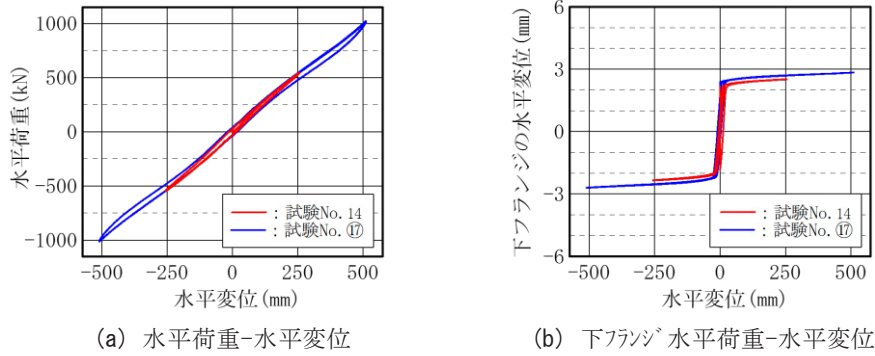 水平荷重(kN)
1000
500
0
-500
-1000
-500
-250
0
250
500
水平変位(mm)
: 試験No. 14
: 試験No. ⑰
(a) 水平荷重-水平変位
下フランジの水平変位(mm)
6
3
0
-3
-6
-500
-250
0
250
500
水平変位(mm)
: 試験No. 14
: 試験No. ⑰
(b) 下フランジ水平荷重-水平変位